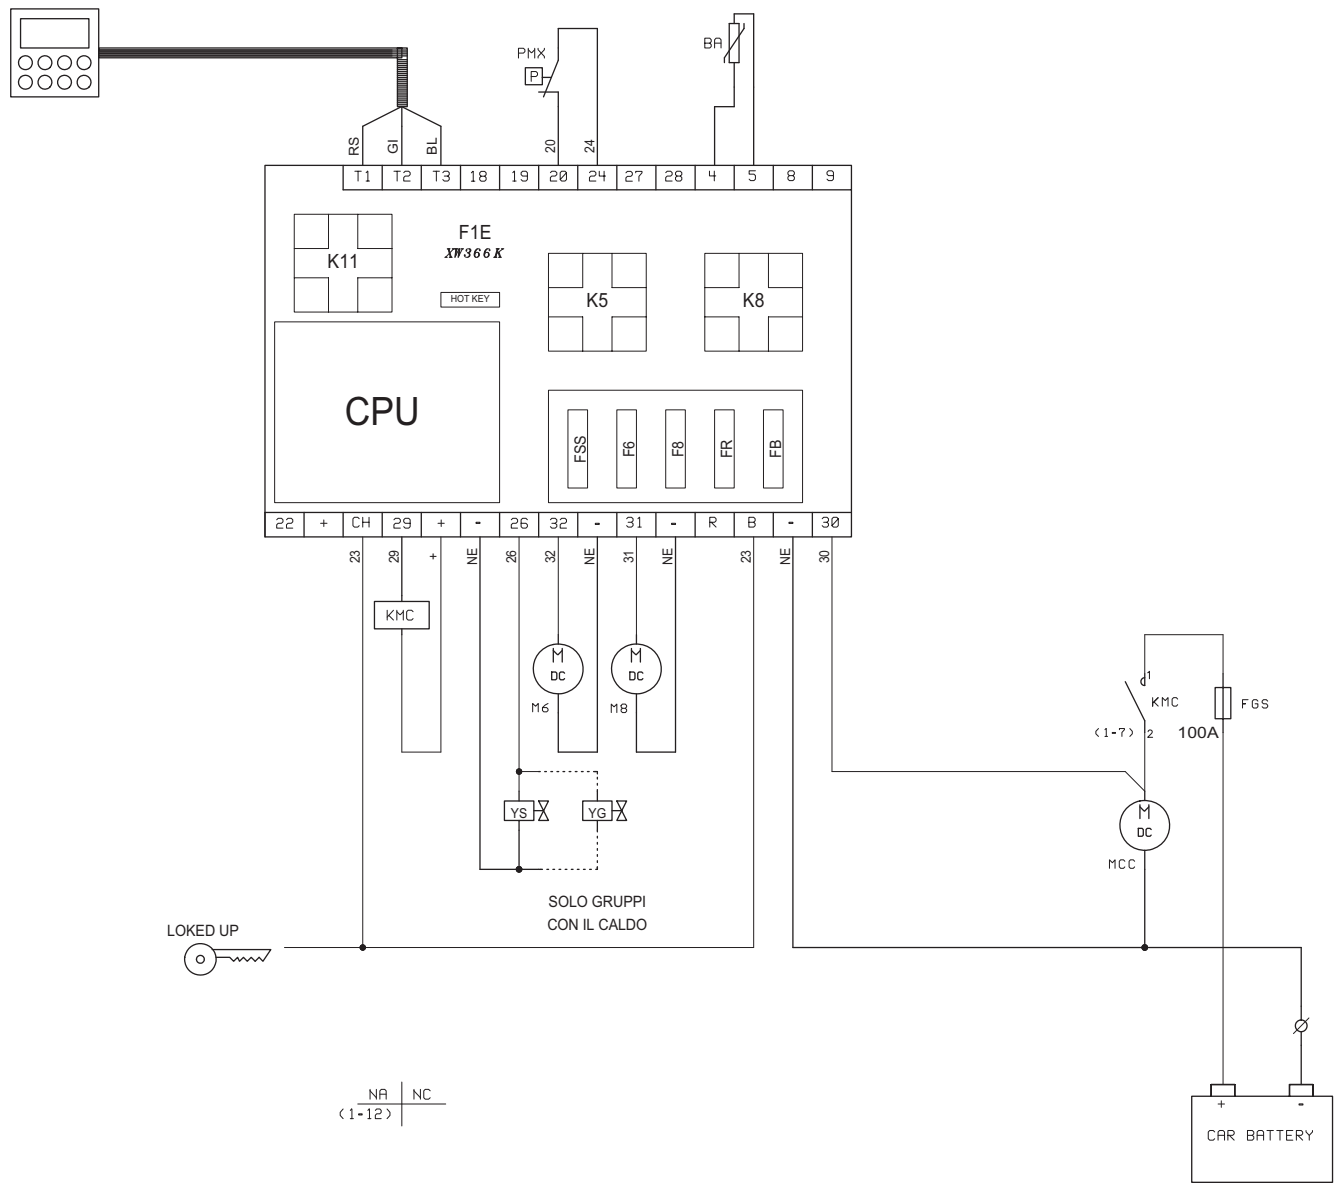 PMX
P
BA
RS
GI
BL
20
24
T1 T2 T3 18 19 20 24 27 28 4 5 8 9
F1E
XW366K
K11
HOT KEY
K5
K8
CPU
FSS
F6
F8
FR
FB
22 + CH 29 + - 26 32 - 31 - R B - 30
23
29
+
NE
26
32
NE
31
NE
23
NE
30
KMC
M
DC
M6
M
DC
M8
1
KMC
FGS
(1-7) 2
100A
YS
YG
M
DC
MCC
SOLO GRUPPI
CON IL CALDO
LOKED UP
NA NC
(1-12)
+ -
CAR BATTERY